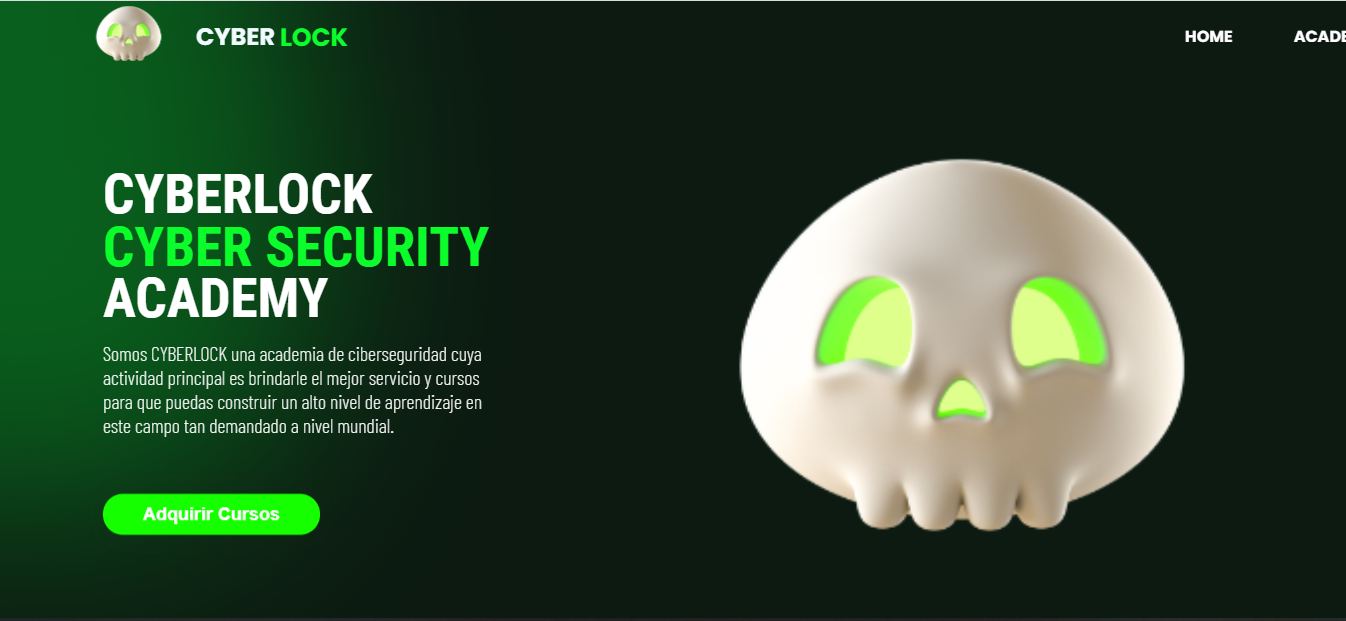 CYBER LOCK
HOME
CYBERLOCK
CYBER SECURITY
ACADEMY
Somos CYBERLOCK una academia de ciberseguridad cuya
actividad principal es brindarle el mejor servicio y cursos
para que puedas construir un alto nivel de aprendizaje en
este campo tan demandado a nivel mundial.
Adquirir Cursos